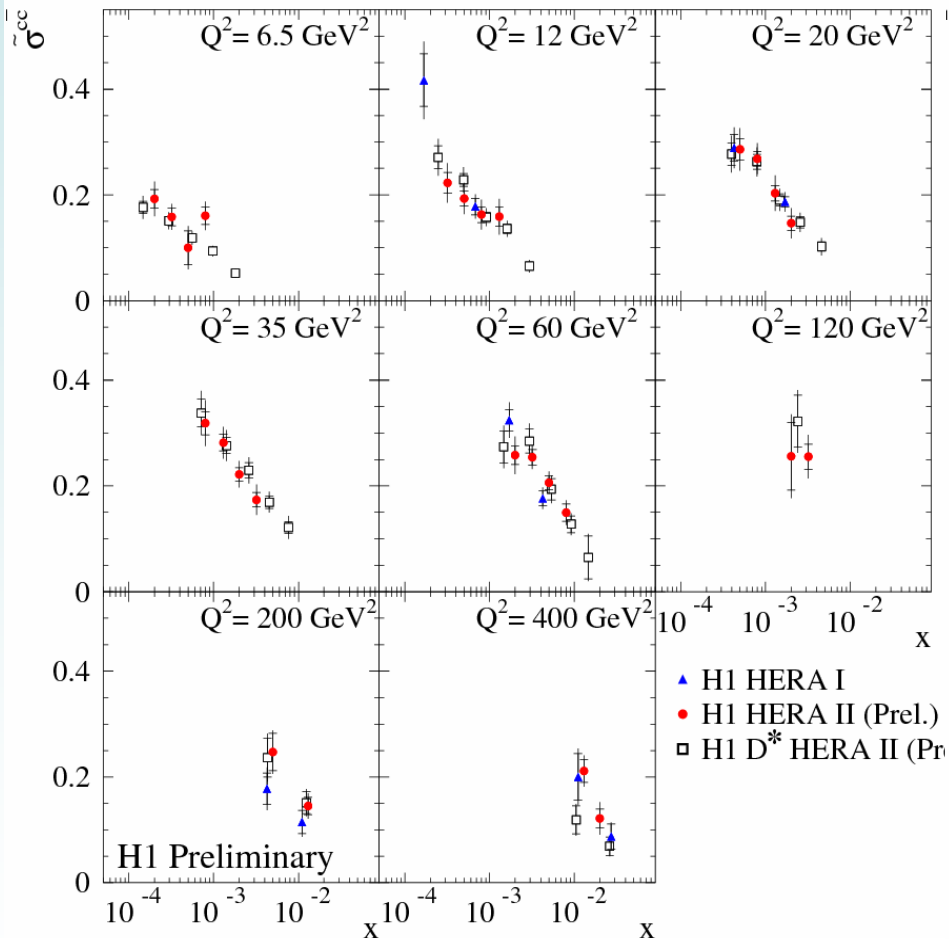 σ̃^cc
Q²= 6.5 GeV²
Q²= 12 GeV²
Q²= 20 GeV²
0.4
0.2
0
Q²= 35 GeV²
Q²= 60 GeV²
Q²= 120 GeV²
0.4
0.2
0
Q²= 200 GeV²
Q²= 400 GeV²
10⁻⁴ 10⁻³ 10⁻² x
0.4
0.2
0
H1 HERA I
H1 HERA II (Prel.)
H1 D* HERA II (Pr
H1 Preliminary
10⁻⁴ 10⁻³ 10⁻² x
10⁻⁴ 10⁻³ 10⁻² x